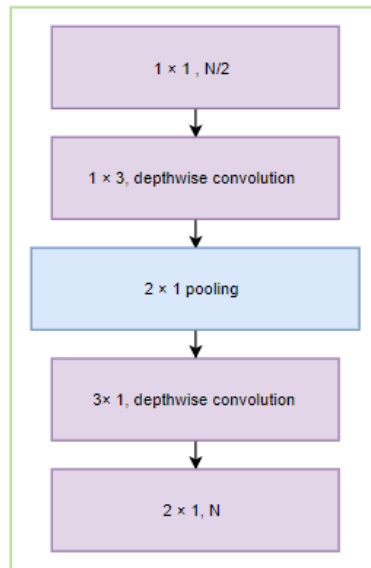 1 × 1 , N/2
1 × 3, depthwise convolution
2 × 1 pooling
3× 1, depthwise convolution
2 × 1, N